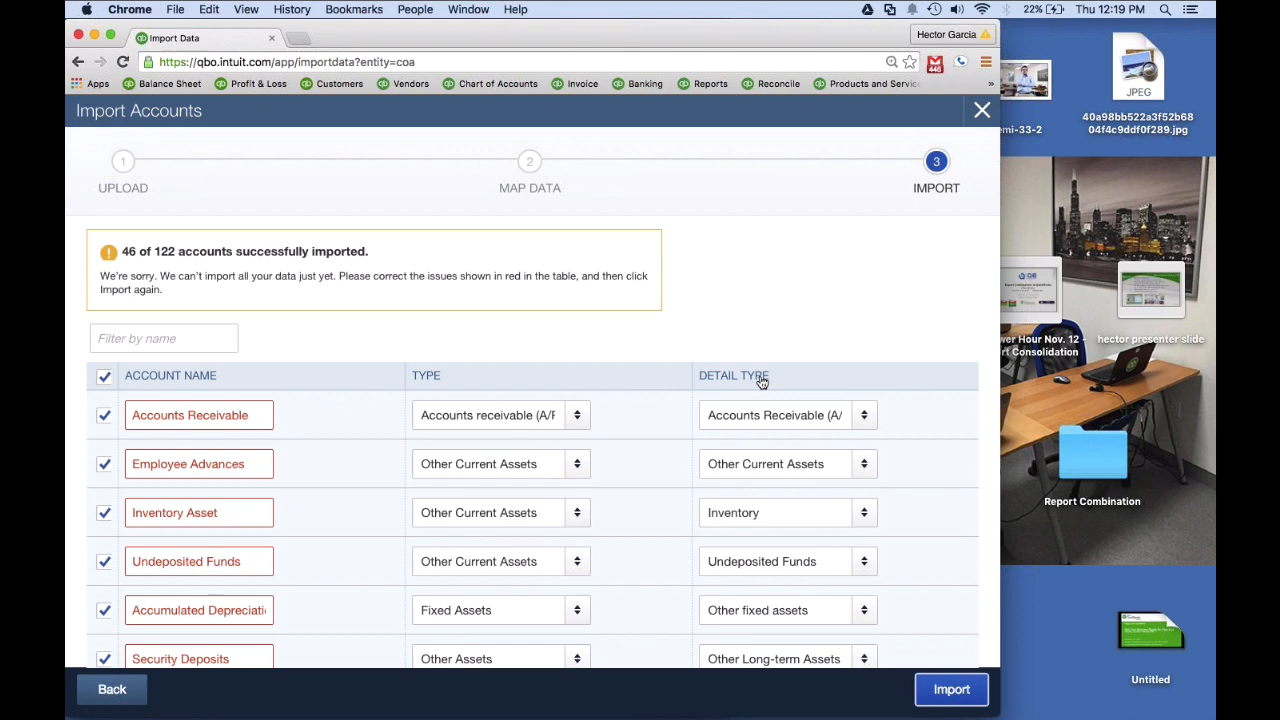 Chrome File Edit View History Bookmarks People Window Help 22% Thu 12:19 PM
Import Data Hector Garcia
https://qbo.intuit.com/app/importdata?entity=coa 446
Apps Balance Sheet Profit & Loss Customers Vendors Chart of Accounts Invoice Banking Reports Reconcile Products and Service »
Import Accounts
1 2 3
UPLOAD MAP DATA IMPORT
46 of 122 accounts successfully imported.
We're sorry. We can't import all your data just yet. Please correct the issues shown in red in the table, and then click
Import again.
Filter by name
ACCOUNT NAME TYPE DETAIL TYPE
Accounts Receivable Accounts receivable (A/R Accounts Receivable (A/
Employee Advances Other Current Assets Other Current Assets
Inventory Asset Other Current Assets Inventory
Undeposited Funds Other Current Assets Undeposited Funds
Accumulated Depreciati Fixed Assets Other fixed assets
Security Deposits Other Assets Other Long-term Assets
Back Import
JPEG
40a98bb522a3f52b68
04f4c9ddf0f289.jpg
emi-33-2
wer Hour Nov. 12 -
rt Consolidation
hector presenter slide
Report Combination
Untitled